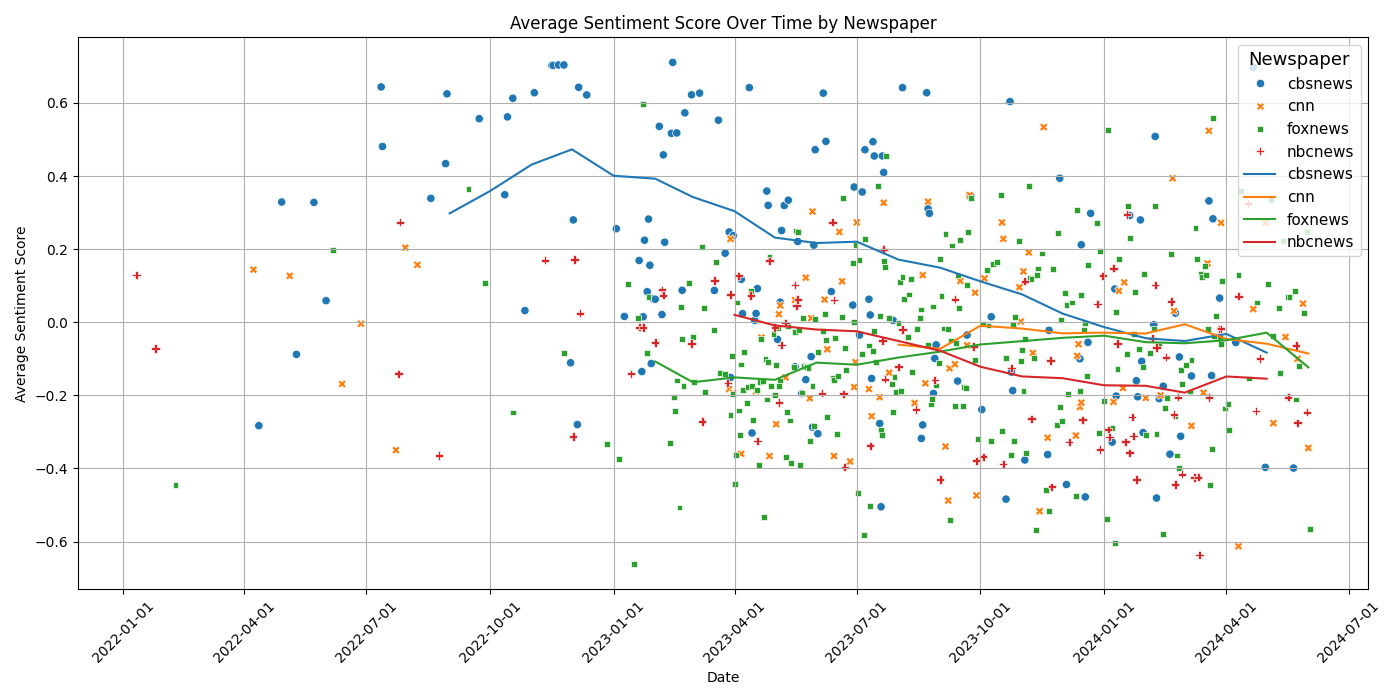 Average Sentiment Score Over Time by Newspaper
Newspaper
cbsnews
cnn
foxnews
nbcnews
cbsnews
cnn
foxnews
nbcnews
Average Sentiment Score
0.6
0.4
0.2
0.0
−0.2
−0.4
−0.6
2022-01-01
2022-04-01
2022-07-01
2022-10-01
2023-01-01
2023-04-01
2023-07-01
2023-10-01
2024-01-01
2024-04-01
2024-07-01
Date